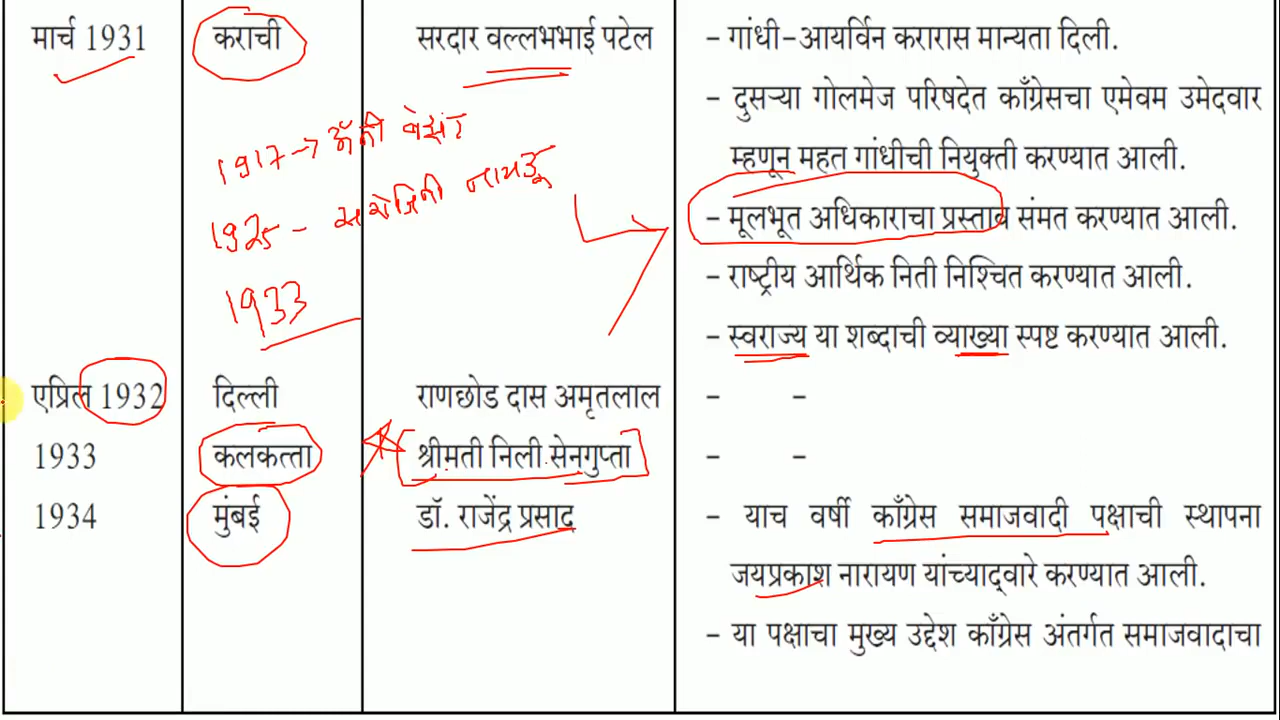 मार्च 1931 कराची सरदार वल्लभभाई पटेल - गांधी-आयर्विन करारास मान्यता दिली.
- दुसऱ्या गोलमेज परिषदेत काँग्रेसचा एमेवम उमेदवार
म्हणून महत गांधीची नियुक्ती करण्यात आली.
1917 → ॲनी बेझंट
- मूलभूत अधिकाराचा प्रस्ताव संमत करण्यात आली.
1925 - सरोजिनी नायडू
- राष्ट्रीय आर्थिक निती निश्चित करण्यात आली.
1933
- स्वराज्य या शब्दाची व्याख्या स्पष्ट करण्यात आली.
एप्रिल 1932 दिल्ली राणछोड दास अमृतलाल - -
1933 कलकत्ता श्रीमती निली सेनगुप्ता - -
1934 मुंबई डॉ. राजेंद्र प्रसाद - याच वर्षी काँग्रेस समाजवादी पक्षाची स्थापना
जयप्रकाश नारायण यांच्याद्वारे करण्यात आली.
- या पक्षाचा मुख्य उद्देश काँग्रेस अंतर्गत समाजवादाचा